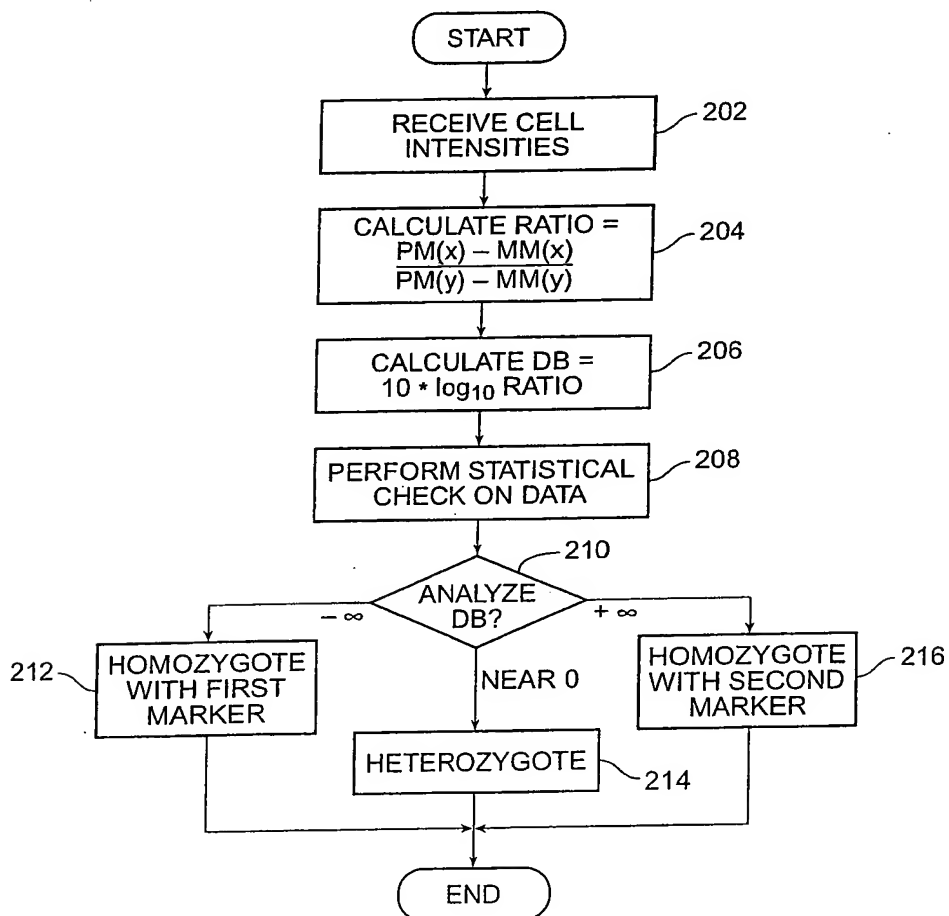 START
RECEIVE CELL
INTENSITIES
202
CALCULATE RATIO =
PM(x) – MM(x)
PM(y) – MM(y)
204
CALCULATE DB =
10 * log10 RATIO
206
PERFORM STATISTICAL
CHECK ON DATA
208
210
ANALYZE
DB?
– ∞
+ ∞
212
HOMOZYGOTE
WITH FIRST
MARKER
NEAR 0
HOMOZYGOTE
WITH SECOND
MARKER
216
HETEROZYGOTE
214
END